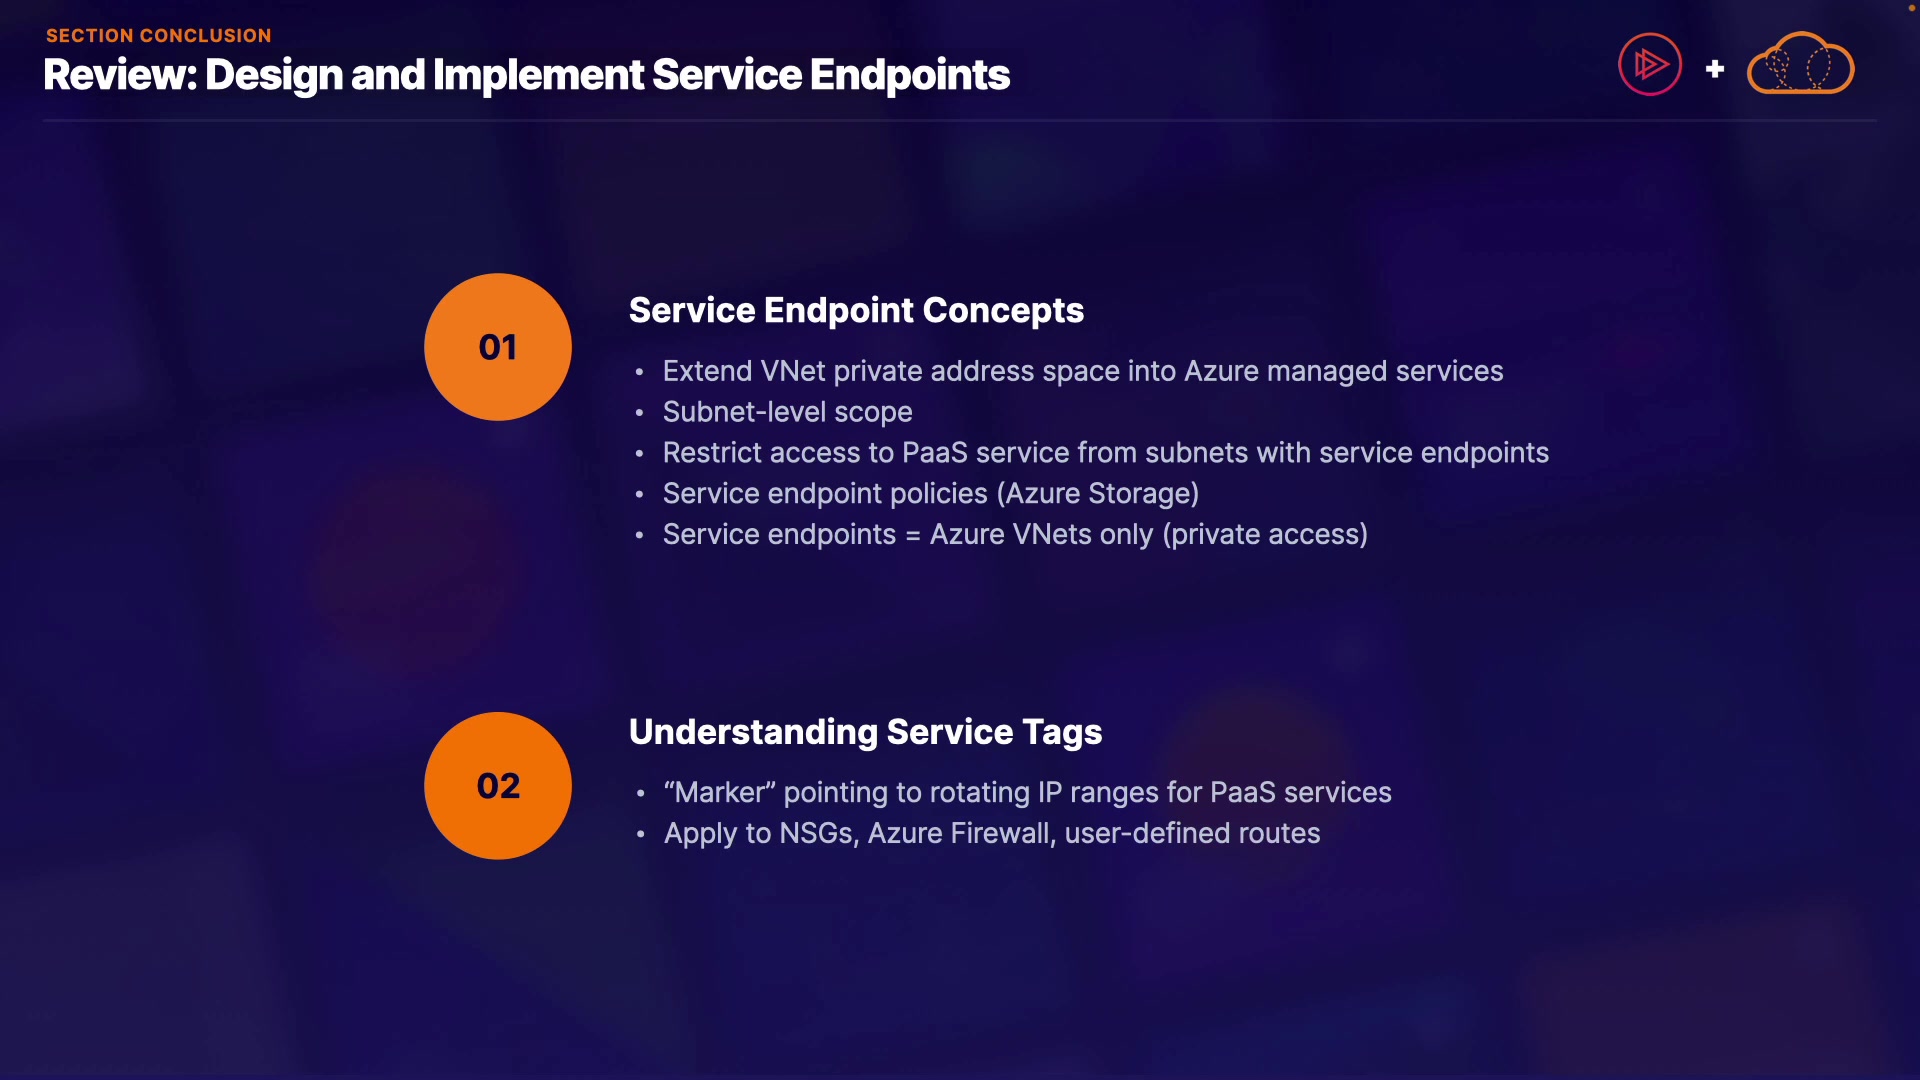 SECTION CONCLUSION
Review: Design and Implement Service Endpoints
01
Service Endpoint Concepts
• Extend VNet private address space into Azure managed services
• Subnet-level scope
• Restrict access to PaaS service from subnets with service endpoints
• Service endpoint policies (Azure Storage)
• Service endpoints = Azure VNets only (private access)
02
Understanding Service Tags
• “Marker” pointing to rotating IP ranges for PaaS services
• Apply to NSGs, Azure Firewall, user-defined routes